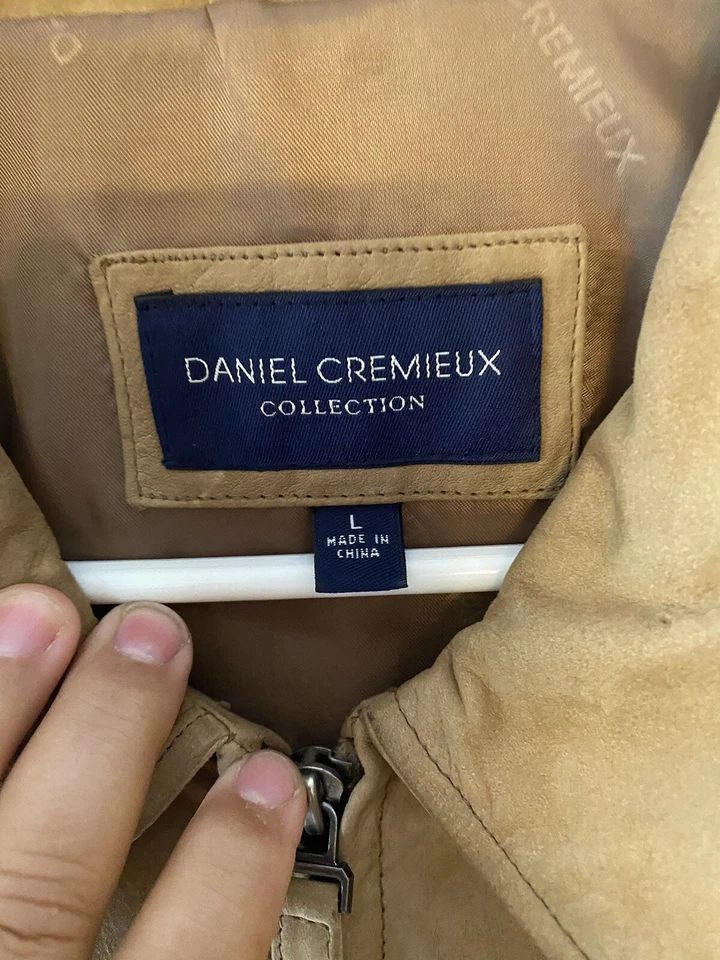 CREMIEUX
DANIEL CREMIEUX
COLLECTION
L
MADE IN
CHINA